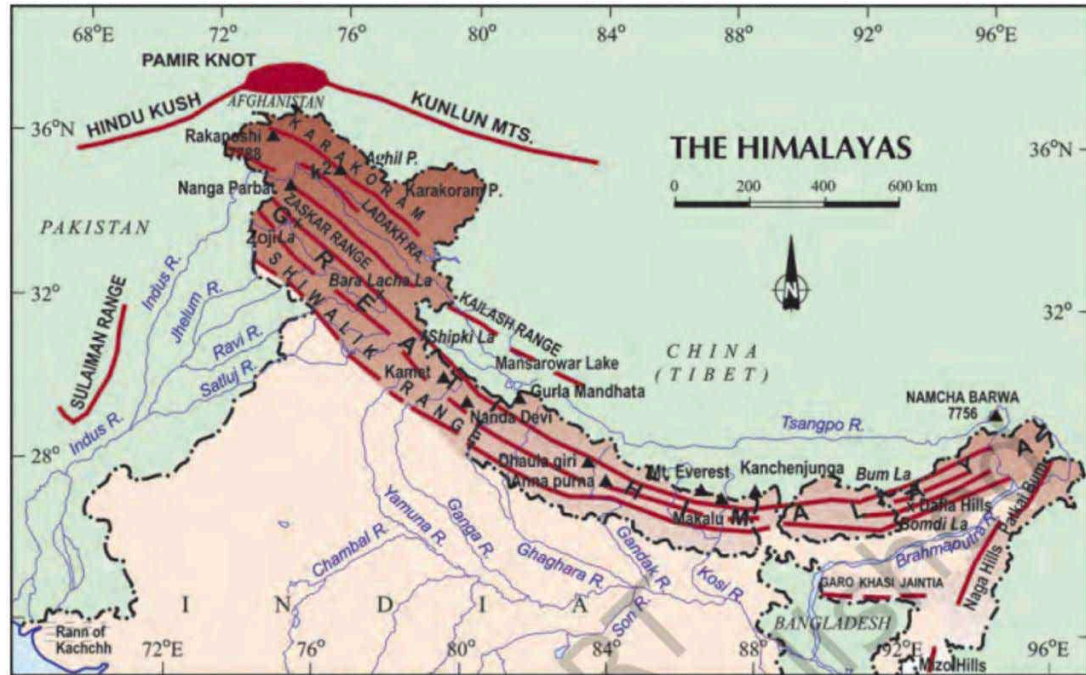 68°E 72° 76° 80° 84° 88° 92° 96°E
PAMIR KNOT
HINDU KUSH
AFGHANISTAN
KUNLUN MTS.
36°N
36°N
THE HIMALAYAS
0 200 400 600 km
N
Rakaposhi
7788
KARAKORAM
Aghil P.
k2
Karakoram P.
Nanga Parbat
LADAKH RA.
ZASKAR RANGE
Zoji La
PAKISTAN
GREAT HIMALAYAN
Bara Lacha La
SHIWALIK RANGE
Indus R.
Jhelum R.
32°
32°
KAILASH RANGE
SULAIMAN RANGE
Ravi R.
Shipki La
Satluj R.
CHINA
(TIBET)
Mansarowar Lake
Kamet
Gurla Mandhata
NAMCHA BARWA
7756
Nanda Devi
Tsangpo R.
Indus R.
28°
28°
Dhaula giri
Anna purna
Mt. Everest
Kanchenjunga
Bum La
Makalu
x Dafla Hills
Bomdi La
Patkai Bum
Brahmaputra R.
Yamuna R.
Ganga R.
Chambal R.
Ghaghara R.
Gandak R.
Kosi R.
Naga Hills
GARO KHASI JAINTIA
INDIA
Son R.
BANGLADESH
Rann of
Kachchh
Mizo Hills
72°E 76° 80° 84° 88° 92°E 96°E